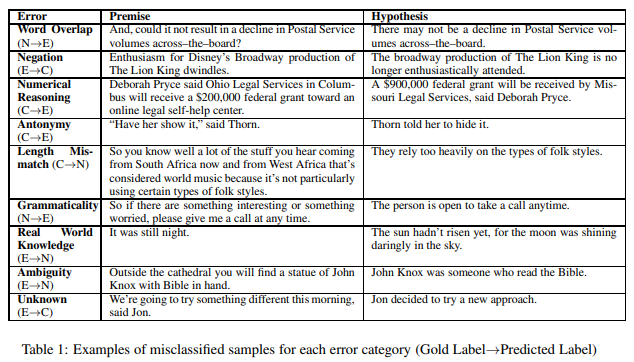 Error Premise Hypothesis
Word Overlap And, could it not result in a decline in Postal Service There may not be a decline in Postal Service vol-
(N→E) volumes across–the–board? umes across–the–board.
Negation Enthusiasm for Disney's Broadway production of The broadway production of The Lion King is no
(E→C) The Lion King dwindles. longer enthusiastically attended.
Numerical Deborah Pryce said Ohio Legal Services in Colum- A $900,000 federal grant will be received by Mis-
Reasoning bus will receive a $200,000 federal grant toward an souri Legal Services, said Deborah Pryce.
(C→E) online legal self-help center.
Antonymy "Have her show it," said Thorn. Thorn told her to hide it.
(C→E)
Length Mis- So you know well a lot of the stuff you hear coming They rely too heavily on the types of folk styles.
match (C→N) from South Africa now and from West Africa that's
considered world music because it's not particularly
using certain types of folk styles.
Grammaticality So if there are something interesting or something The person is open to take a call anytime.
(N→E) worried, please give me a call at any time.
Real World It was still night. The sun hadn't risen yet, for the moon was shining
Knowledge daringly in the sky.
(E→N)
Ambiguity Outside the cathedral you will find a statue of John John Knox was someone who read the Bible.
(E→N) Knox with Bible in hand.
Unknown We're going to try something different this morning, Jon decided to try a new approach.
(E→C) said Jon.
Table 1: Examples of misclassified samples for each error category (Gold Label→Predicted Label)